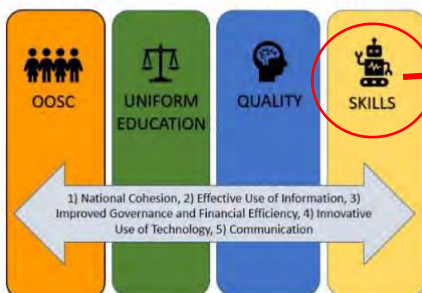 OOSC
UNIFORM
EDUCATION
QUALITY
SKILLS
1) National Cohesion, 2) Effective Use of Information, 3)
Improved Governance and Financial Efficiency, 4) Innovative
Use of Technology, 5) Communication